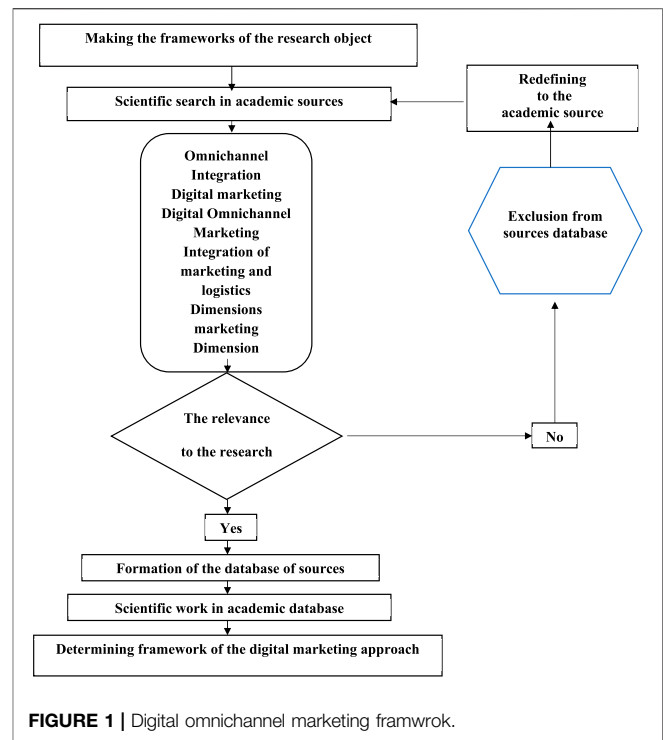 Making the frameworks of the research object
Scientific search in academic sources
Redefining
to the
academic source
Omnichannel
Integration
Digital marketing
Digital Omnichannel
Marketing
Integration of
marketing and
logistics
Dimensions
marketing
Dimension
Exclusion from
sources database
The relevance
to the research
No
Yes
Formation of the database of sources
Scientific work in academic database
Determining framework of the digital marketing approach
FIGURE 1 | Digital omnichannel marketing framwrok.